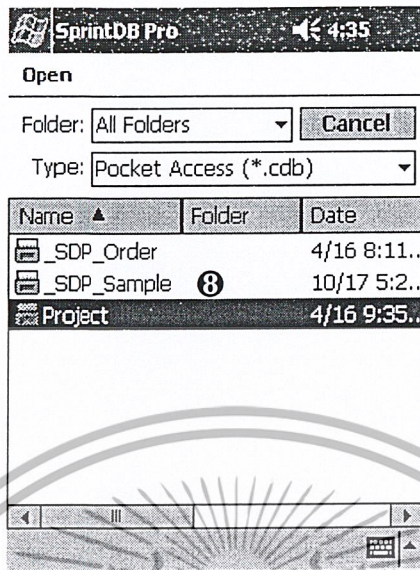 SprintDB Pro 4:35
Open
Folder: All Folders Cancel
Type: Pocket Access (*.cdb)
Name Folder Date
_SDP_Order 4/16 8:11..
_SDP_Sample ❽ 10/17 5:2..
Project 4/16 9:35..